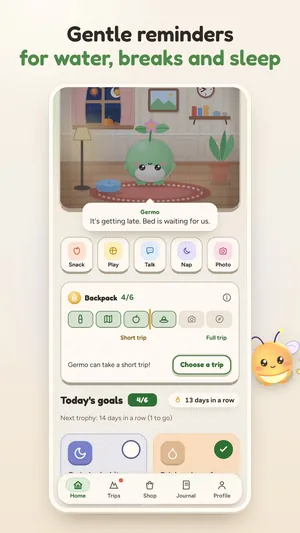 Gentle reminders
for water, breaks and sleep
Germo
It's getting late. Bed is waiting for us.
Snack
Play
Talk
Nap
Photo
Backpack 4/6
Short trip
Full trip
Germo can take a short trip!
Choose a trip
Today's goals 4/6 13 days in a row
Next trophy: 14 days in a row (1 to go)
Home
Trips
Shop
Journal
Profile